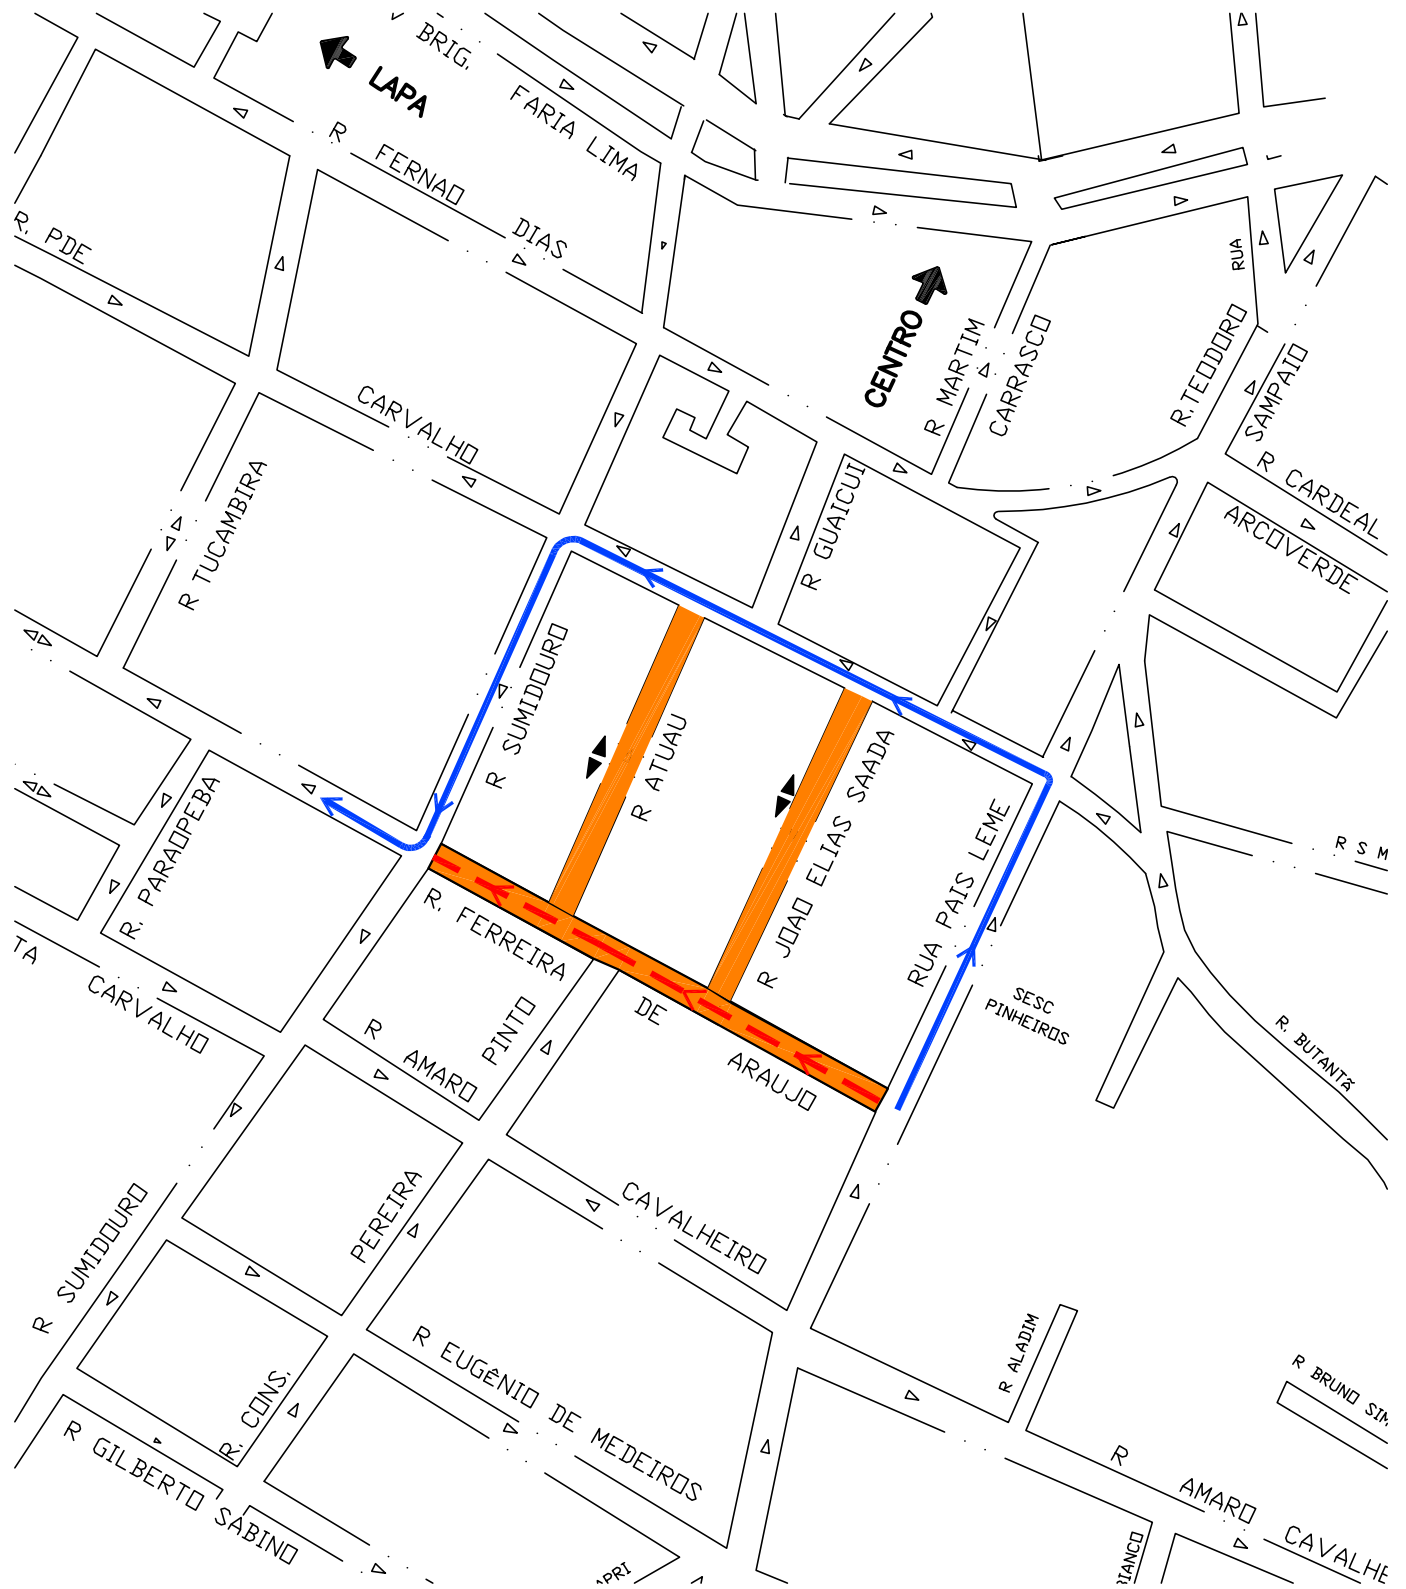 BRIG.
FARIA LIMA
LAPA
R FERNAO DIAS
R. PDE
CARVALHO
CENTRO
R MARTIM
CARRASCO
RUA
R.TEODORO
SAMPAIO
R CARDEAL
ARCOVERDE
R GUAICUI
R TUCAMBIRA
R SUMIDOURO
R ATUAU
R JOAO ELIAS SAADA
RUA PAIS LEME
R S M
R. PARAOPEBA
R. FERREIRA DE ARAUJO
SESC
PINHEIROS
R. BUTANTÃ
TA CARVALHO
PINTO
R AMARO
CAVALHEIRO
PEREIRA
R SUMIDOURO
R. CONS.
R EUGÊNIO DE MEDEIROS
R GILBERTO SABINO
R ALADIM
R BRUNO SIM
R AMARO
CAVALHE
BIANCO
APRI